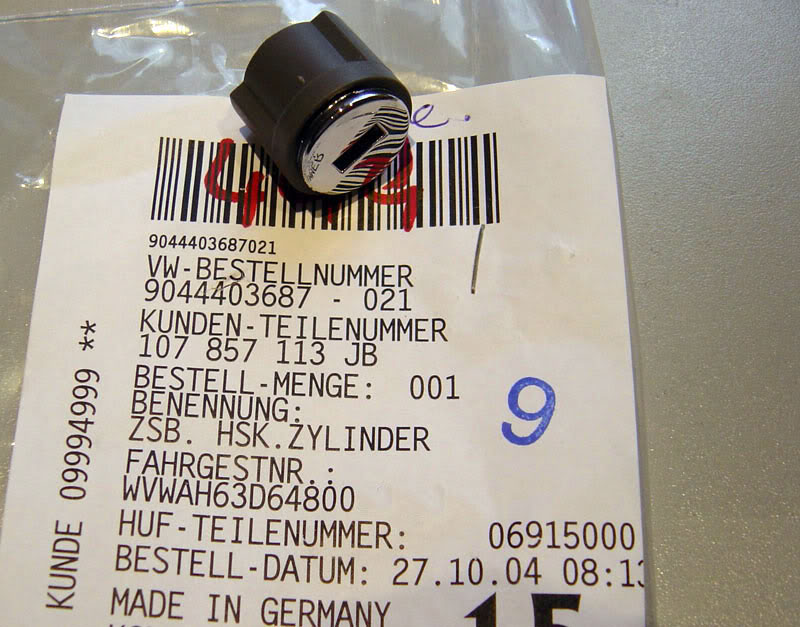 e.
9044403687021
VW-BESTELLNUMMER
9044403687 - 021
KUNDEN-TEILENUMMER
107 857 113 JB
BESTELL-MENGE: 001
BENENNUNG:
ZSB. HSK.ZYLINDER
9
FAHRGESTNR.:
WVWAH63D64800
HUF-TEILENUMMER: 06915000
BESTELL-DATUM: 27.10.04 08:13
MADE IN GERMANY
15
KUNDE 09994999 **